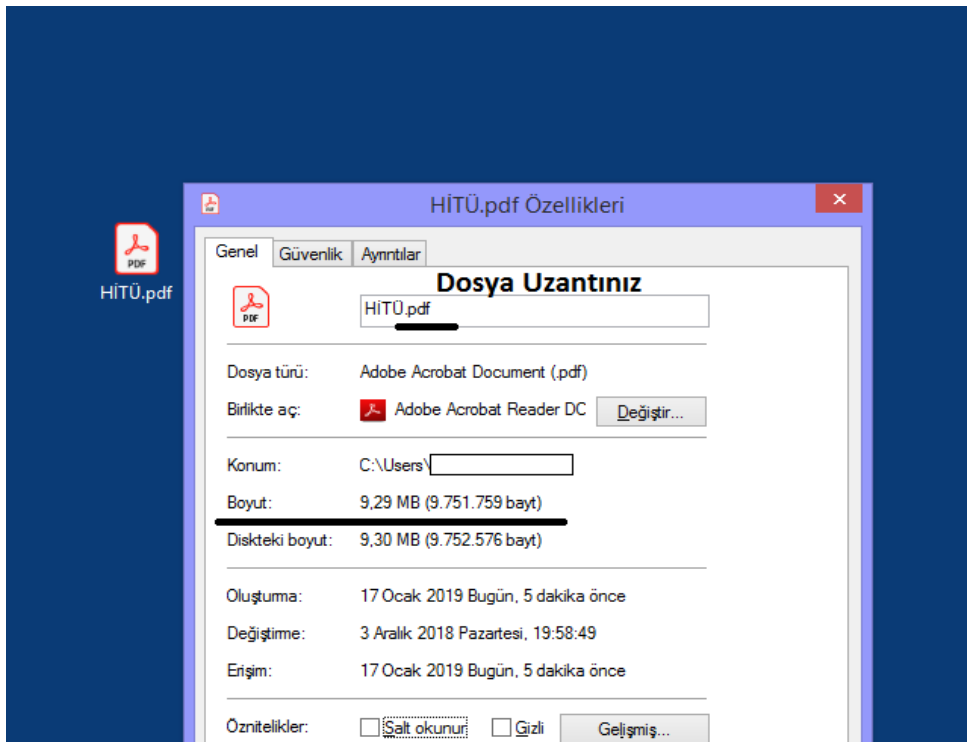 HİTÜ.pdf Özellikleri
PDF
HİTÜ.pdf
Genel Güvenlik Ayrıntılar
Dosya Uzantınız
PDF
HİTÜ.pdf
Dosya türü: Adobe Acrobat Document (.pdf)
Birlikte aç: Adobe Acrobat Reader DC Değiştir...
Konum: C:\Users\
Boyut: 9,29 MB (9.751.759 bayt)
Diskteki boyut: 9,30 MB (9.752.576 bayt)
Oluşturma: 17 Ocak 2019 Bugün, 5 dakika önce
Değiştirme: 3 Aralık 2018 Pazartesi, 19:58:49
Erişim: 17 Ocak 2019 Bugün, 5 dakika önce
Öznitelikler: Salt okunur Gizli Gelişmiş...